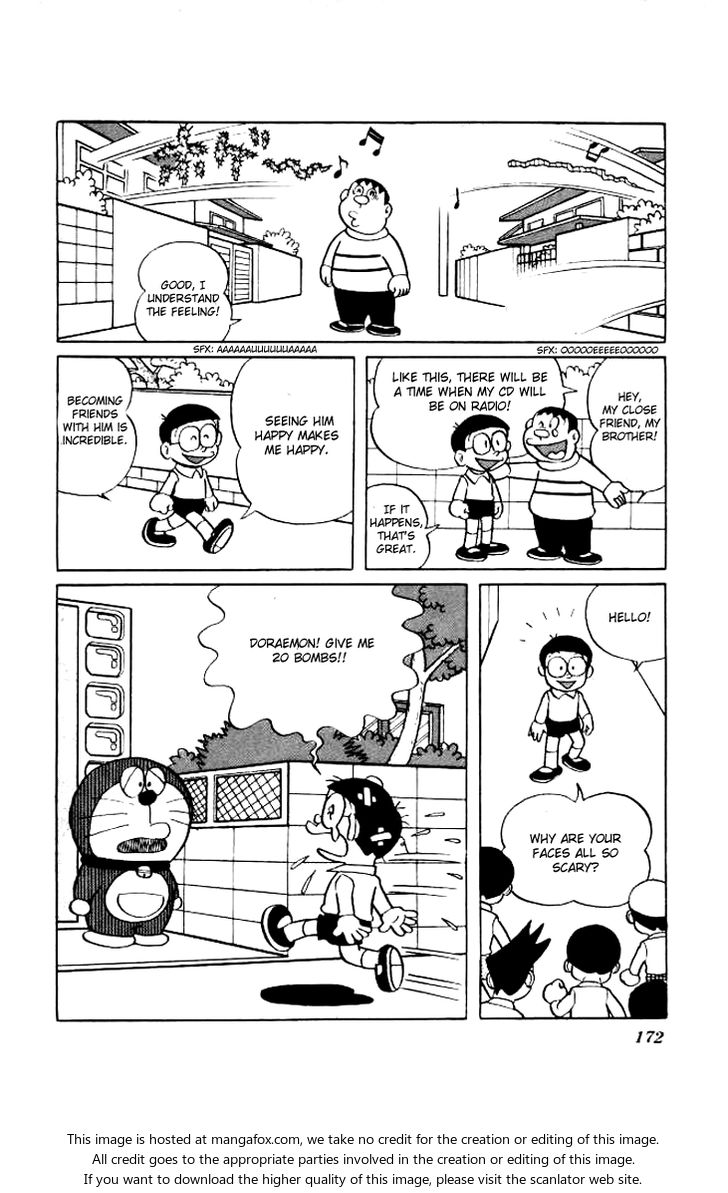 GOOD, I
UNDERSTAND
THE FEELING!
SFX: AAAAAAUUUUUUAAAAA
SFX: OOOOOEEEEEOOOOOO
HEY,
MY CLOSE
FRIEND, MY
BROTHER!
LIKE THIS, THERE WILL BE
A TIME WHEN MY CD WILL
BE ON RADIO!
IF IT
HAPPENS,
THAT'S
GREAT.
SEEING HIM
HAPPY MAKES
ME HAPPY.
BECOMING
FRIENDS
WITH HIM IS
INCREDIBLE.
HELLO!
WHY ARE YOUR
FACES ALL SO
SCARY?
DORAEMON! GIVE ME
20 BOMBS!!
172
This image is hosted at mangafox.com, we take no credit for the creation or editing of this image.
All credit goes to the appropriate parties involved in the creation or editing of this image.
If you want to download the higher quality of this image, please visit the scanlator web site.